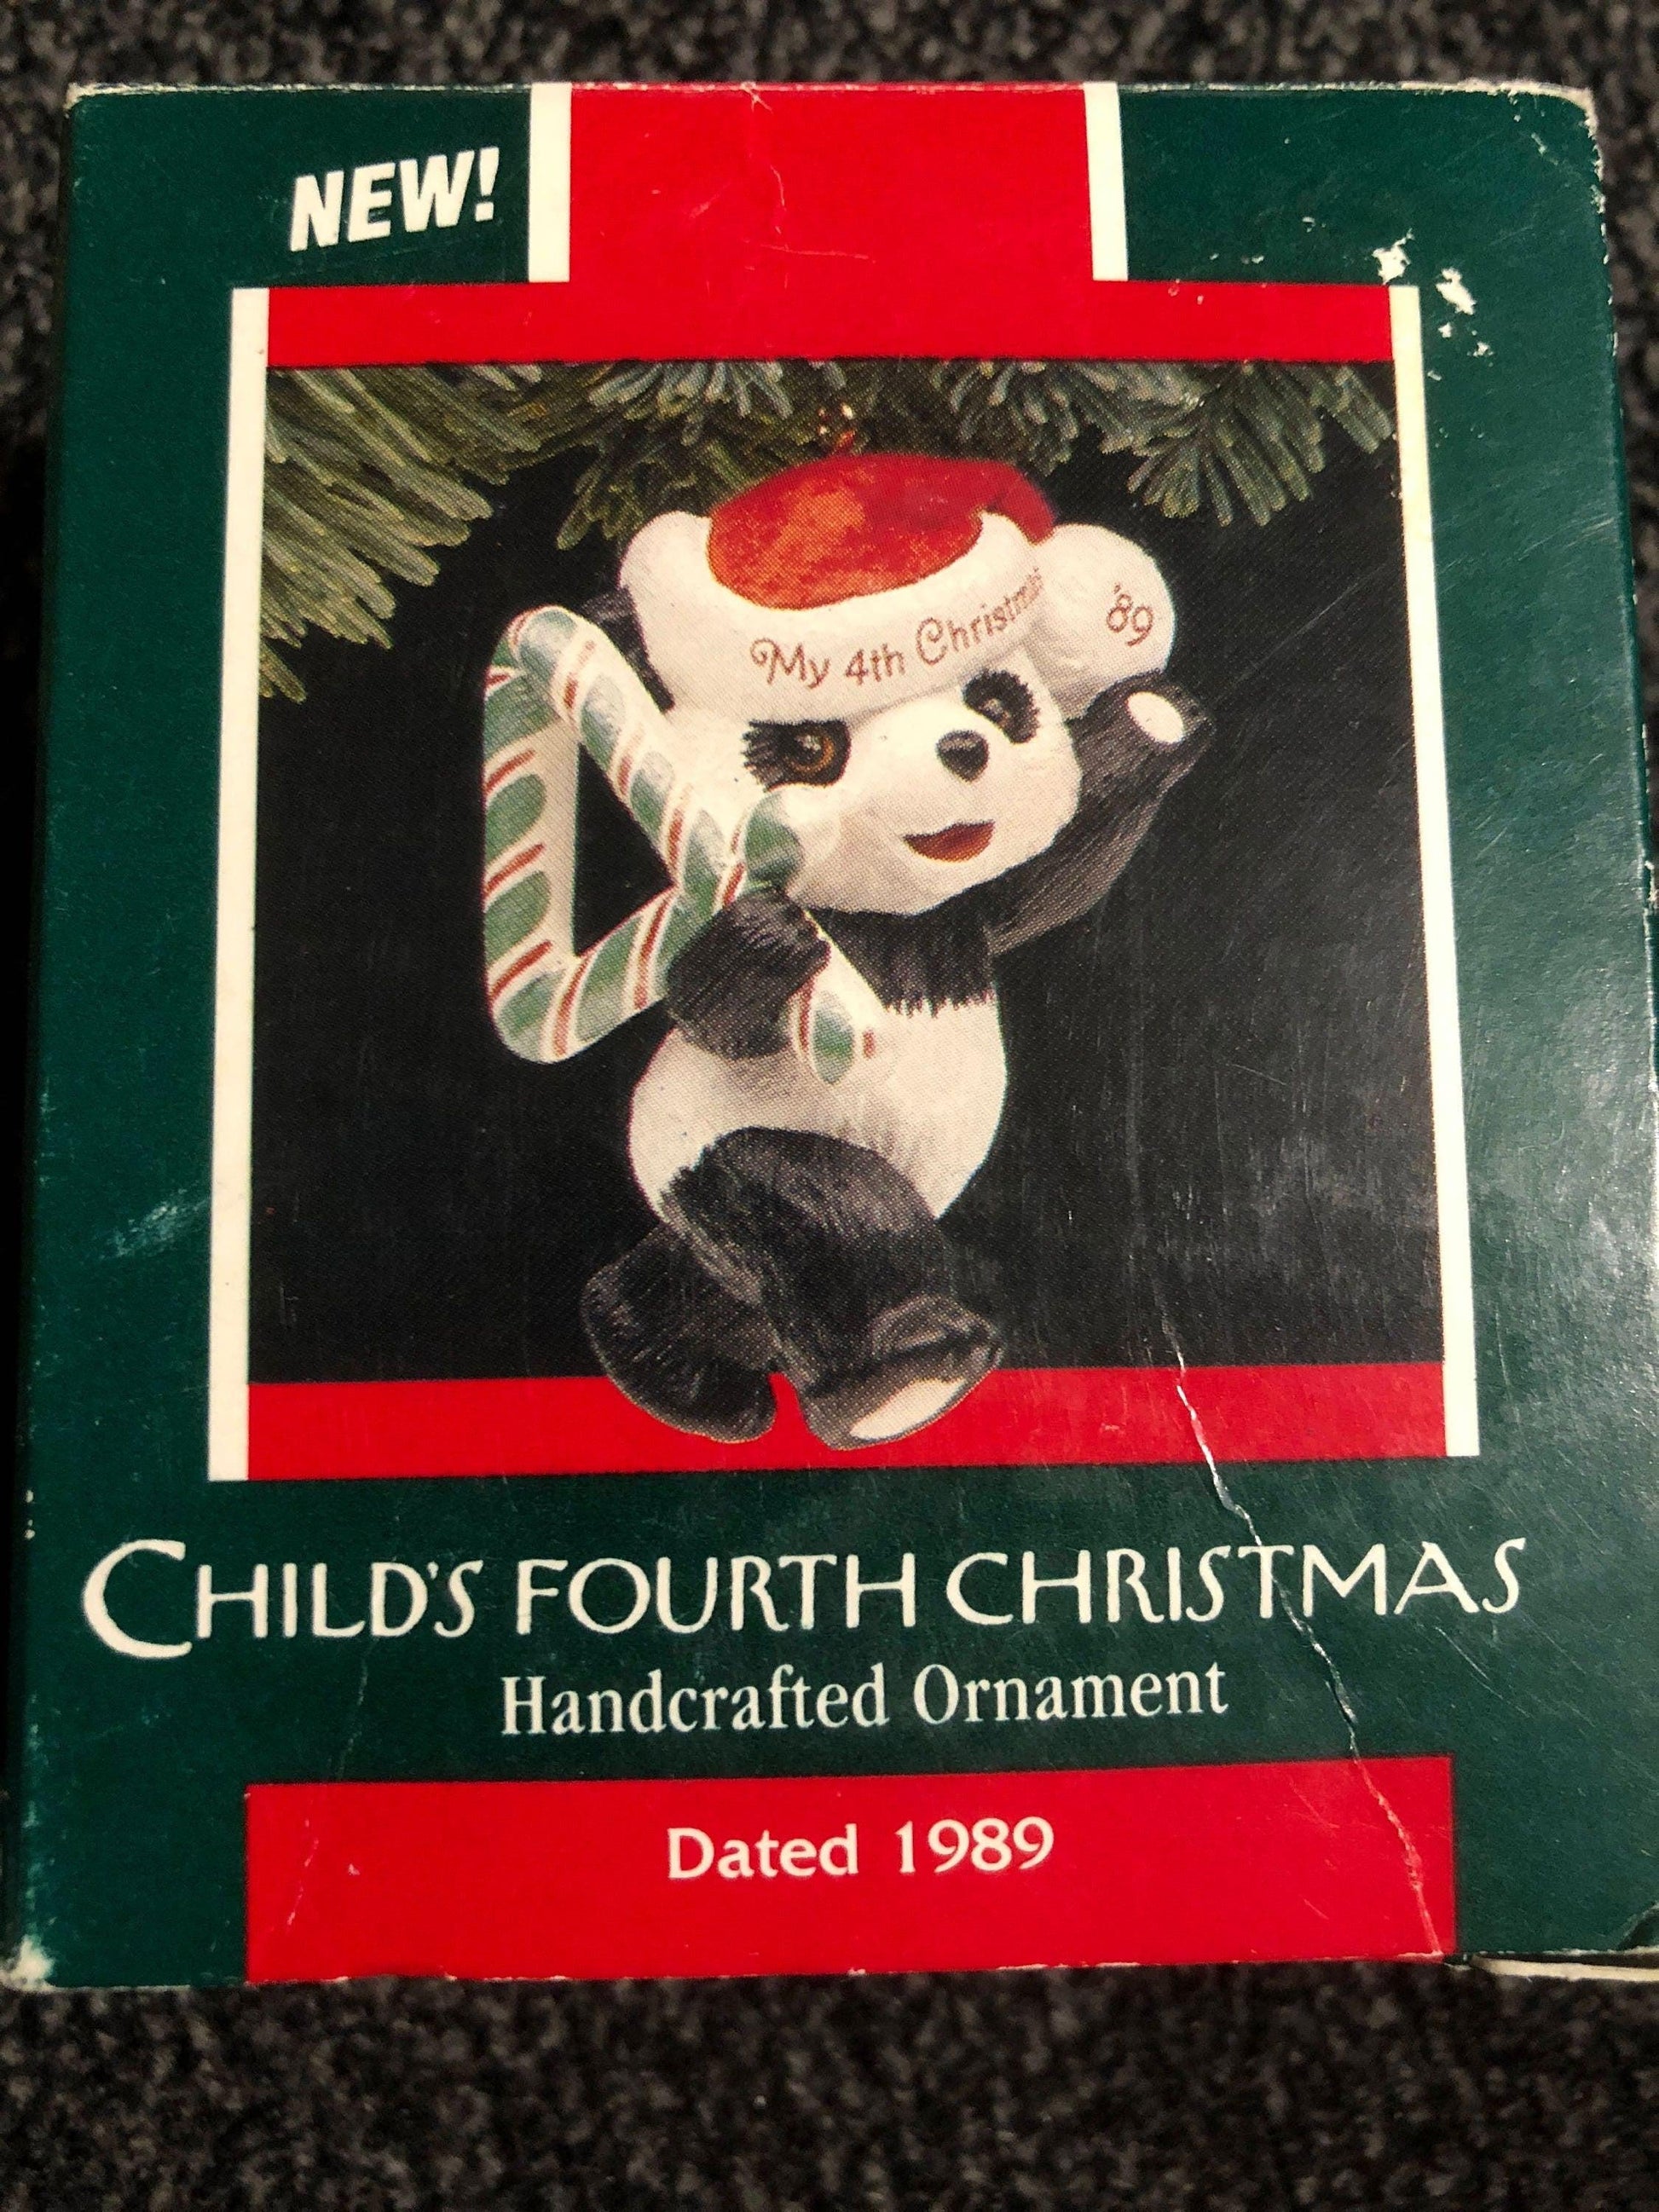 NEW!
My 4th Christmas
'89
CHILD'S FOURTH CHRISTMAS
Handcrafted Ornament
Dated 1989